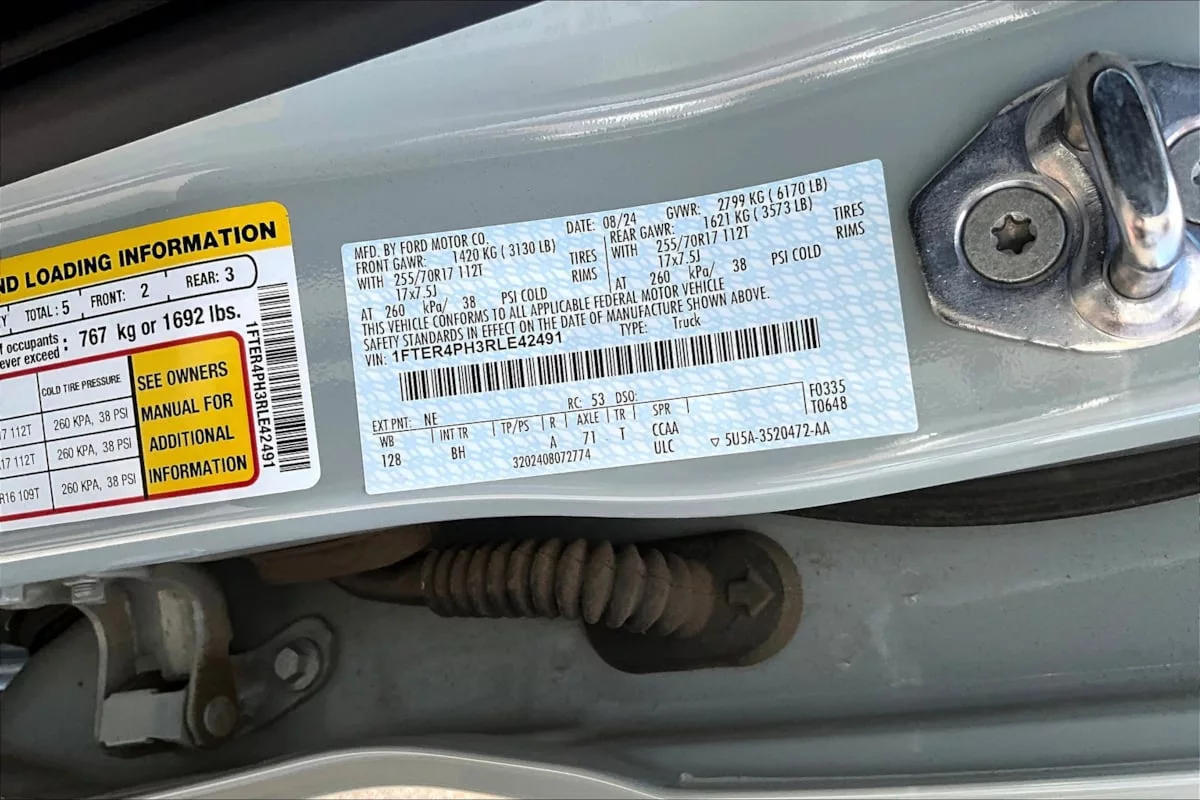 ND LOADING INFORMATION
Y TOTAL: 5 FRONT: 2 REAR: 3
f occupants
ever exceed : 767 kg or 1692 lbs.
COLD TIRE PRESSURE
17 112T 260 KPA, 38 PSI
17 112T 260 KPA, 38 PSI
R16 109T 260 KPA, 38 PSI
SEE OWNERS
MANUAL FOR
ADDITIONAL
INFORMATION
1FTER4PH3RLE42491
MFD. BY FORD MOTOR CO.
DATE: 08/24 GVWR: 2799 KG ( 6170 LB)
FRONT GAWR: 1420 KG ( 3130 LB)
WITH 255/70R17 112T TIRES
17x7.5J RIMS
AT 260 kPa/ 38 PSI COLD
REAR GAWR: 1621 KG ( 3573 LB)
WITH 255/70R17 112T TIRES
17x7.5J RIMS
AT 260 kPa/ 38 PSI COLD
THIS VEHICLE CONFORMS TO ALL APPLICABLE FEDERAL MOTOR VEHICLE
SAFETY STANDARDS IN EFFECT ON THE DATE OF MANUFACTURE SHOWN ABOVE.
VIN: 1FTER4PH3RLE42491 TYPE: Truck
EXT PNT: NE RC: 53 DSO: F0335
WB INT TR TP/PS R AXLE TR SPR T0648
128 BH A 71 T CCAA
3202408072774 ULC ▽ 5U5A-3520472-AA